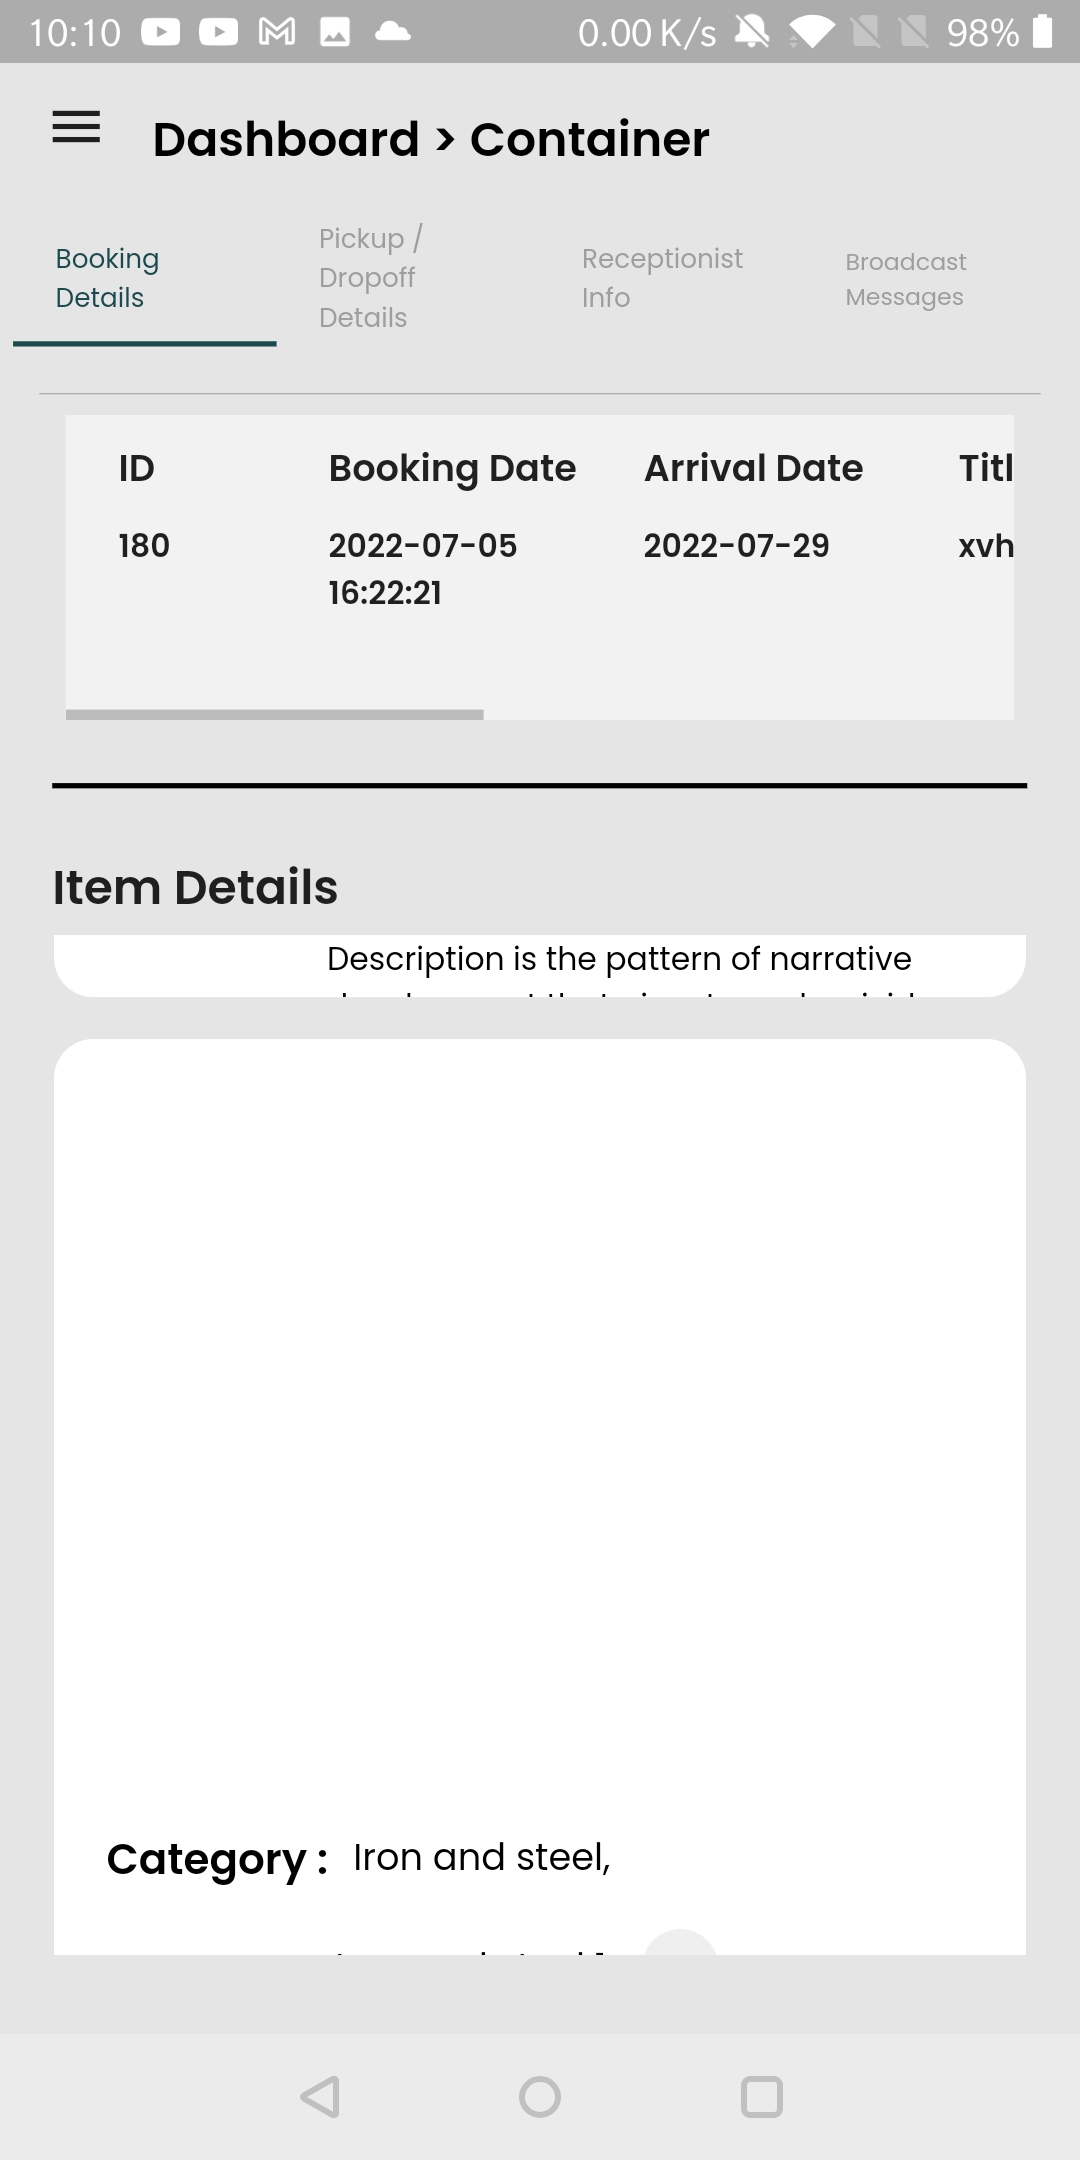 10:10 0.00 K/s 98%
Dashboard > Container
Booking
Details
Pickup /
Dropoff
Details
Receptionist
Info
Broadcast
Messages
ID Booking Date Arrival Date Titl
180 2022-07-05 2022-07-29 xvh
16:22:21
Item Details
Description is the pattern of narrative
Category : Iron and steel,